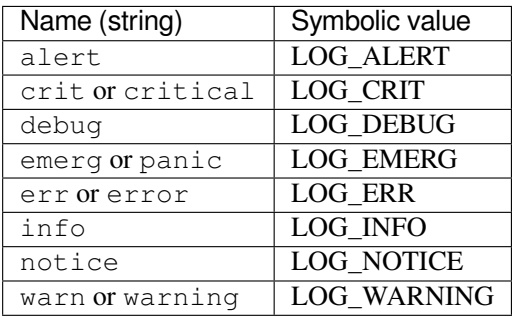 Name (string) Symbolic value
alert LOG_ALERT
crit or critical LOG_CRIT
debug LOG_DEBUG
emerg or panic LOG_EMERG
err or error LOG_ERR
info LOG_INFO
notice LOG_NOTICE
warn or warning LOG_WARNING